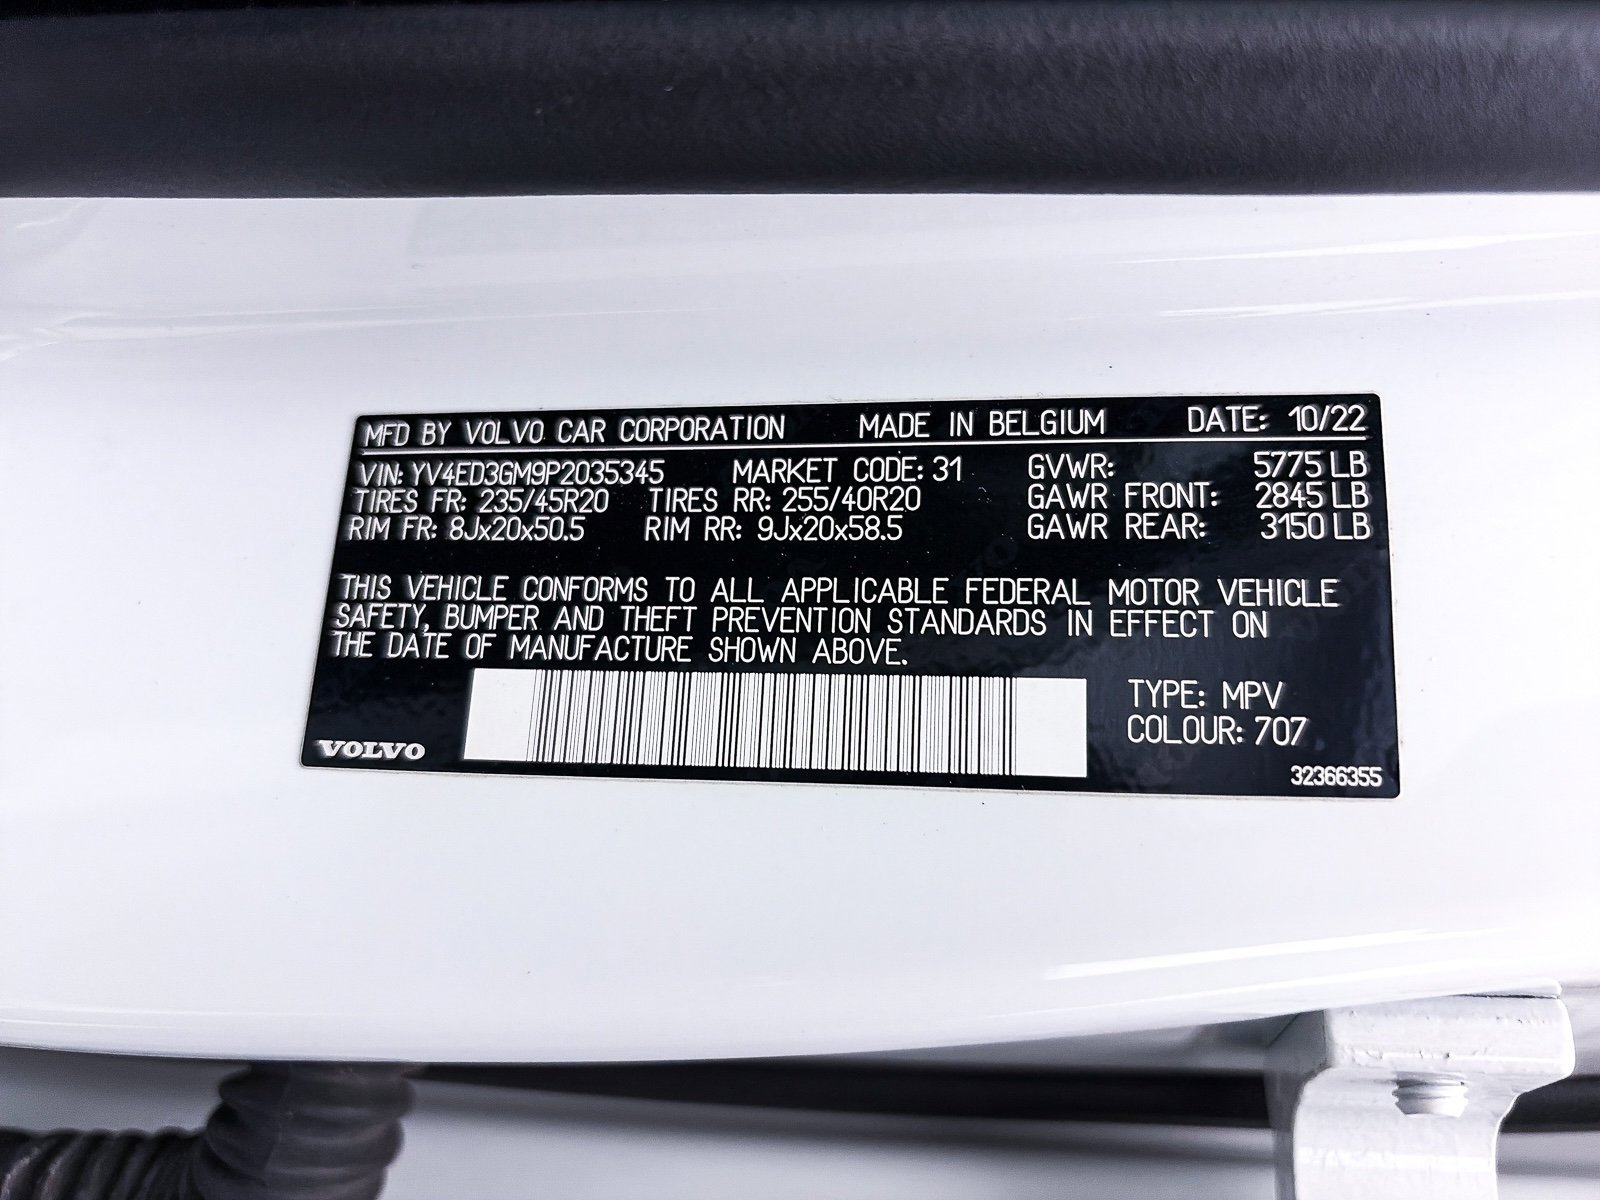 MFD BY VOLVO CAR CORPORATION MADE IN BELGIUM DATE: 10/22
VIN: YV4ED3GM9P2035345 MARKET CODE: 31 GVWR: 5775 LB
TIRES FR: 235/45R20 TIRES RR: 255/40R20 GAWR FRONT: 2845 LB
RIM FR: 8Jx20x50.5 RIM RR: 9Jx20x58.5 GAWR REAR: 3150 LB
THIS VEHICLE CONFORMS TO ALL APPLICABLE FEDERAL MOTOR VEHICLE
SAFETY, BUMPER AND THEFT PREVENTION STANDARDS IN EFFECT ON
THE DATE OF MANUFACTURE SHOWN ABOVE.
TYPE: MPV
COLOUR: 707
VOLVO
32366355